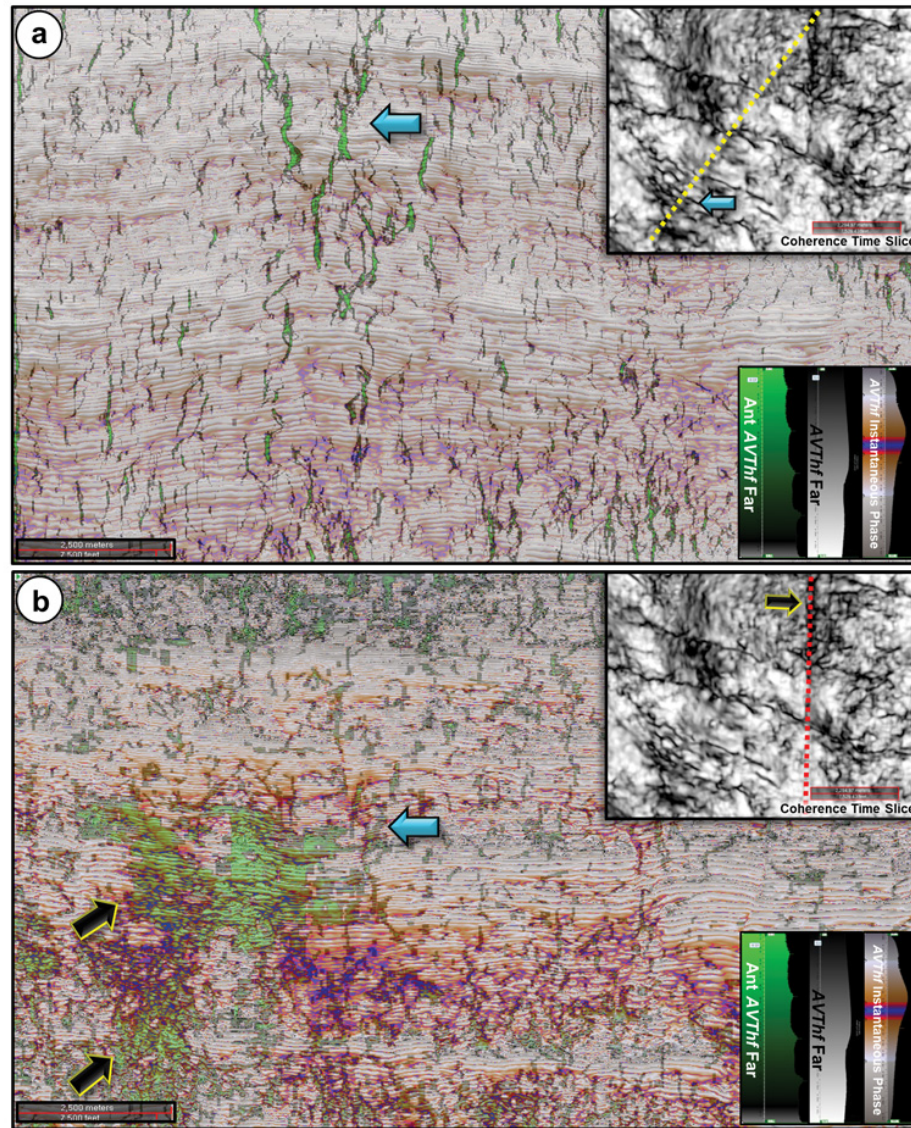 a
Coherence Time Slice
Ant AVThf Far
AVThf Far
AVThf Instantaneous Phase
2,500 meters
2,500 feet
b
Coherence Time Slice
Ant AVThf Far
AVThf Far
AVThf Instantaneous Phase
2,500 meters
2,500 feet